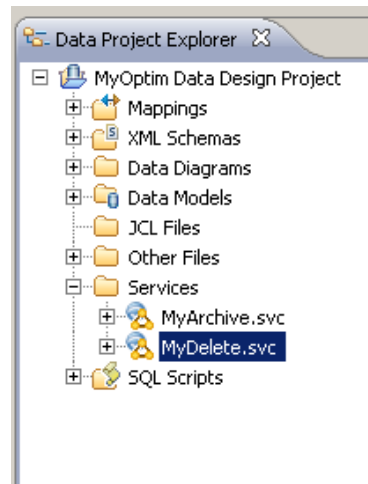 Data Project Explorer
MyOptim Data Design Project
Mappings
XML Schemas
Data Diagrams
Data Models
JCL Files
Other Files
Services
MyArchive.svc
MyDelete.svc
SQL Scripts